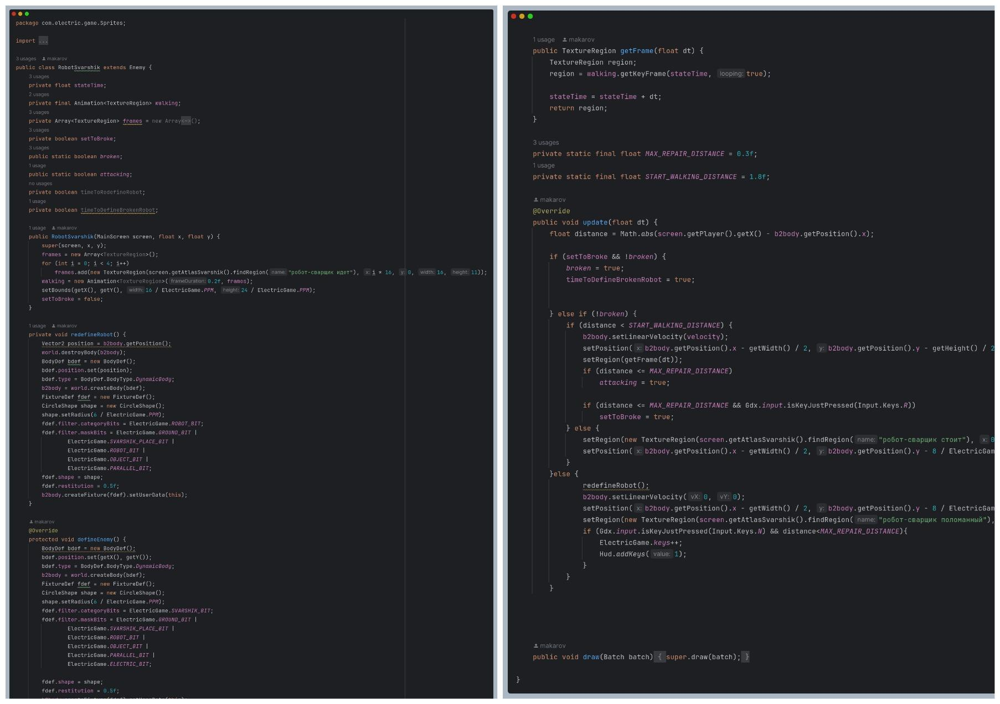 package com.electric.game.Sprites;
import ...
3 usages makarov
public class RobotSvarshik extends Enemy {
3 usages
private float stateTime;
2 usages
private final Animation<TextureRegion> walking;
3 usages
private Array<TextureRegion> frames = new Array<~>();
3 usages
private boolean setToBroke;
3 usages
public static boolean broken;
1 usage
public static boolean attacking;
no usages
private boolean timeToRedefineRobot;
1 usage
private boolean timeToDefineBrokenRobot;
1 usage makarov
public RobotSvarshik(MainScreen screen, float x, float y) {
super(screen, x, y);
frames = new Array<TextureRegion>();
for (int i = 0; i < 4; i++)
frames.add(new TextureRegion(screen.getAtlasSvarshik().findRegion( name: "робот-сварщик идет"), x: i * 16, y: 0, width: 16, height: 11));
walking = new Animation<TextureRegion>( frameDuration: 0.2f, frames);
setBounds(getX(), getY(), width: 16 / ElectricGame.PPM, height: 24 / ElectricGame.PPM);
setToBroke = false;
}
1 usage makarov
private void redefineRobot() {
Vector2 position = b2body.getPosition();
world.destroyBody(b2body);
BodyDef bdef = new BodyDef();
bdef.position.set(position);
bdef.type = BodyDef.BodyType.DynamicBody;
b2body = world.createBody(bdef);
FixtureDef fdef = new FixtureDef();
CircleShape shape = new CircleShape();
shape.setRadius(6 / ElectricGame.PPM);
fdef.filter.categoryBits = ElectricGame.ROBOT_BIT;
fdef.filter.maskBits = ElectricGame.GROUND_BIT |
ElectricGame.SVARSHIK_PLACE_BIT |
ElectricGame.ROBOT_BIT |
ElectricGame.OBJECT_BIT |
ElectricGame.PARALLEL_BIT;
fdef.shape = shape;
fdef.restitution = 0.5f;
b2body.createFixture(fdef).setUserData(this);
}
makarov
@Override
protected void defineEnemy() {
BodyDef bdef = new BodyDef();
bdef.position.set(getX(), getY());
bdef.type = BodyDef.BodyType.DynamicBody;
b2body = world.createBody(bdef);
FixtureDef fdef = new FixtureDef();
CircleShape shape = new CircleShape();
shape.setRadius(6 / ElectricGame.PPM);
fdef.filter.categoryBits = ElectricGame.SVARSHIK_BIT;
fdef.filter.maskBits = ElectricGame.GROUND_BIT |
ElectricGame.SVARSHIK_PLACE_BIT |
ElectricGame.ROBOT_BIT |
ElectricGame.OBJECT_BIT |
ElectricGame.PARALLEL_BIT |
ElectricGame.ELECTRIC_BIT;
fdef.shape = shape;
fdef.restitution = 0.5f;
1 usage makarov
public TextureRegion getFrame(float dt) {
TextureRegion region;
region = walking.getKeyFrame(stateTime, looping: true);
stateTime = stateTime + dt;
return region;
}
3 usages
private static final float MAX_REPAIR_DISTANCE = 0.3f;
1 usage
private static final float START_WALKING_DISTANCE = 1.8f;
makarov
@Override
public void update(float dt) {
float distance = Math.abs(screen.getPlayer().getX() - b2body.getPosition().x);
if (setToBroke && !broken) {
broken = true;
timeToDefineBrokenRobot = true;
} else if (!broken) {
if (distance < START_WALKING_DISTANCE) {
b2body.setLinearVelocity(velocity);
setPosition( x: b2body.getPosition().x - getWidth() / 2, y: b2body.getPosition().y - getHeight() / 2
setRegion(getFrame(dt));
if (distance <= MAX_REPAIR_DISTANCE)
attacking = true;
if (distance <= MAX_REPAIR_DISTANCE && Gdx.input.isKeyJustPressed(Input.Keys.R))
setToBroke = true;
} else {
setRegion(new TextureRegion(screen.getAtlasSvarshik().findRegion( name: "робот-сварщик стоит"), x: 0
setPosition( x: b2body.getPosition().x - getWidth() / 2, y: b2body.getPosition().y - 8 / ElectricGam
}
}else {
redefineRobot();
b2body.setLinearVelocity( vX: 0, vY: 0);
setPosition( x: b2body.getPosition().x - getWidth() / 2, y: b2body.getPosition().y - 8 / ElectricGam
setRegion(new TextureRegion(screen.getAtlasSvarshik().findRegion( name: "робот-сварщик поломанный"),
if (Gdx.input.isKeyJustPressed(Input.Keys.N) && distance<MAX_REPAIR_DISTANCE){
ElectricGame.keys++;
Hud.addKeys( value: 1);
}
}
}
makarov
public void draw(Batch batch) { super.draw(batch); }
}